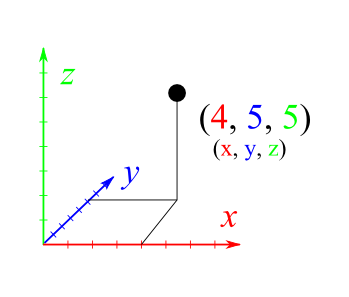 z
(4, 5, 5)
(x, y, z)
y
x